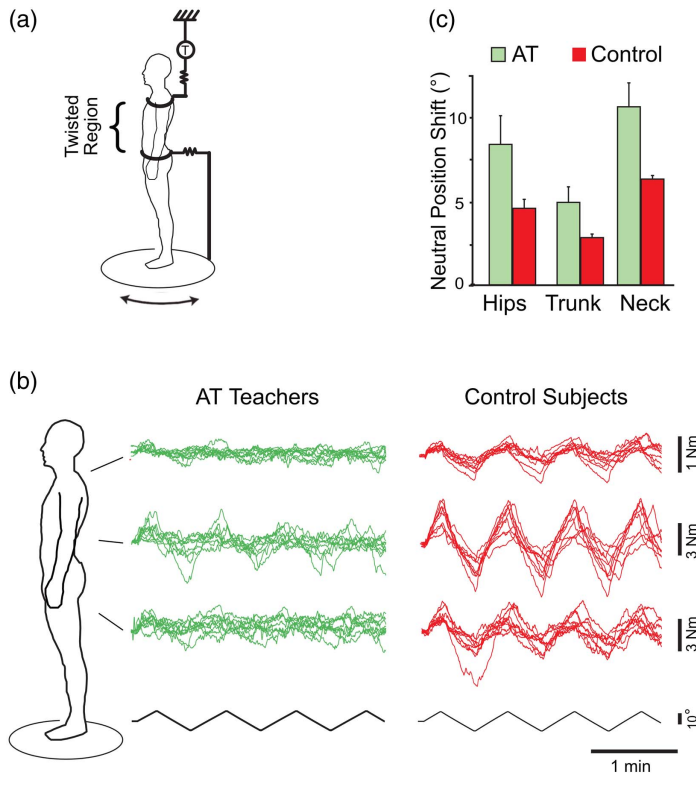 (a)
T
Twisted
Region
(c)
AT
Control
Neutral Position Shift (°)
10
5
0
Hips
Trunk
Neck
(b)
AT Teachers
Control Subjects
1 Nm
3 Nm
3 Nm
10°
1 min